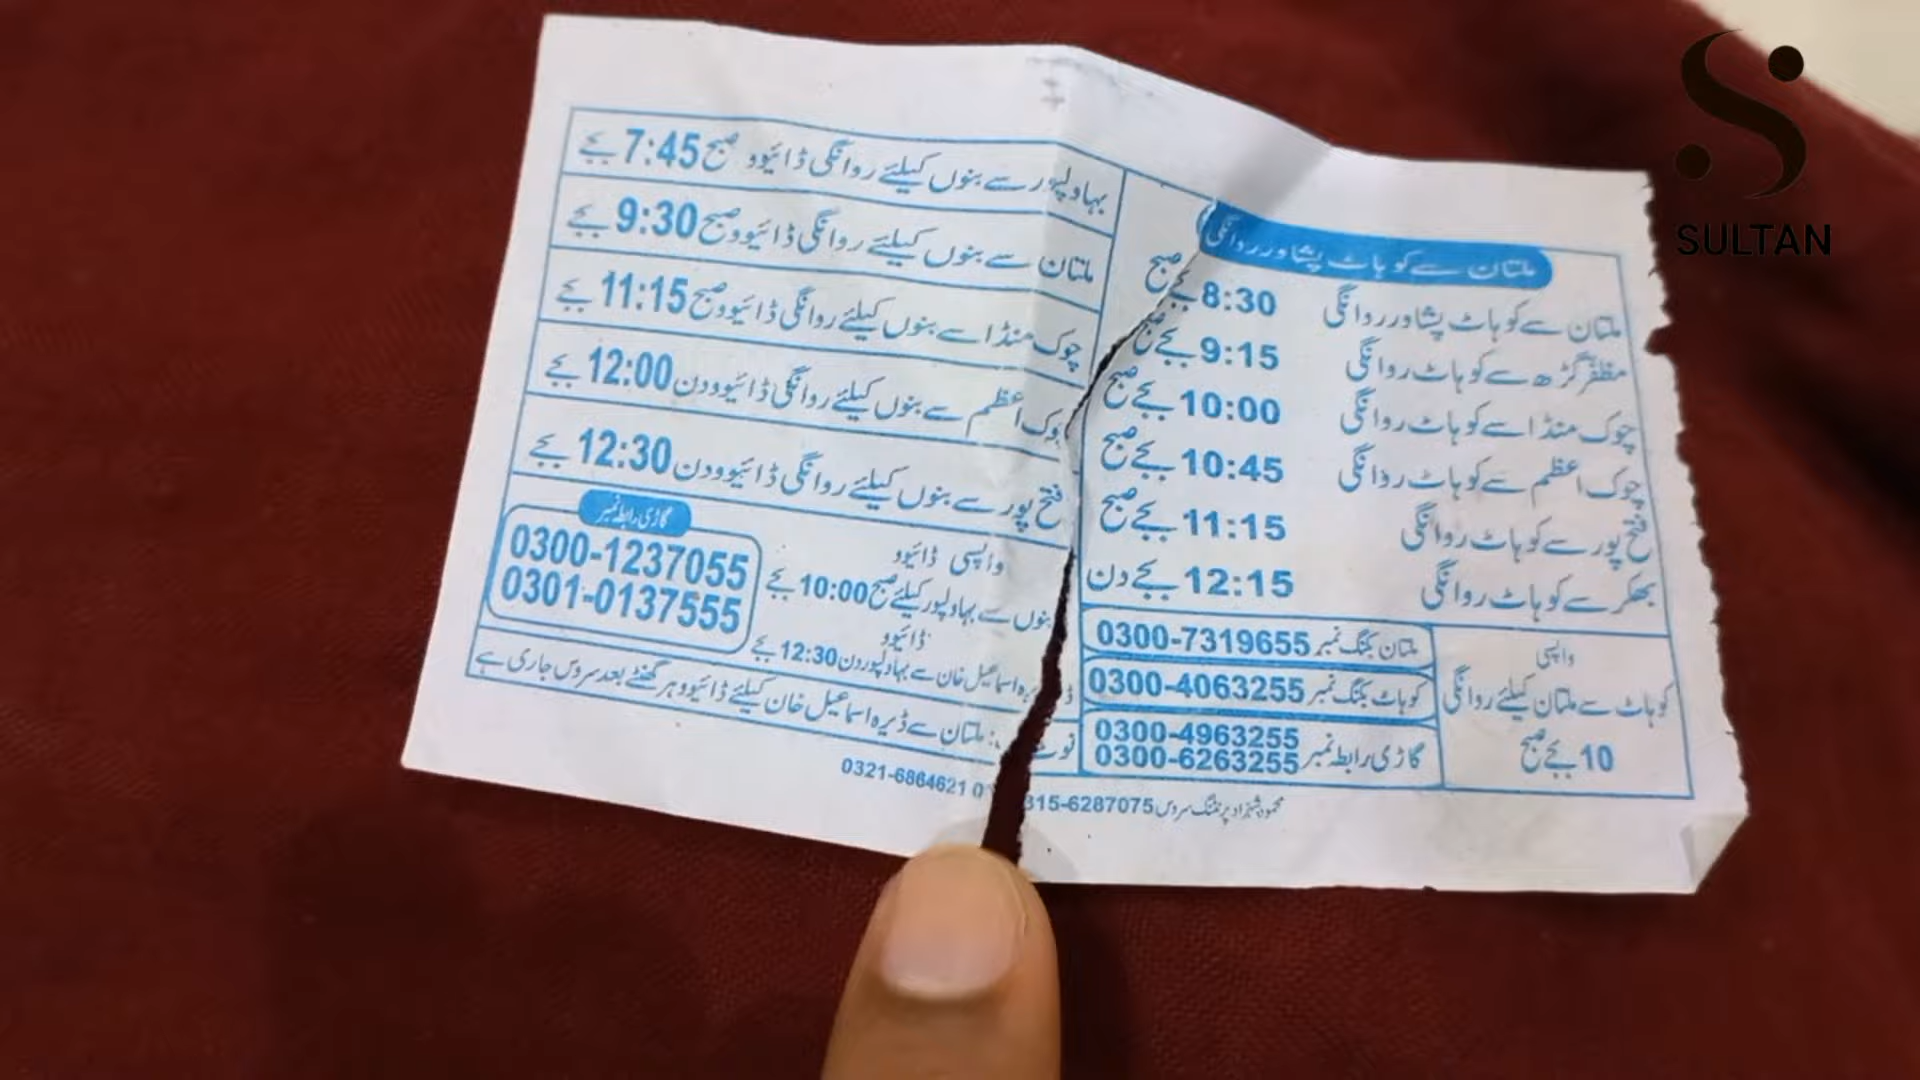 SULTAN
ملتان سے کوہاٹ پشاور روانگی
ملتان سے کوہاٹ پشاور روانگی 8:30 بجے صبح
مظفر گڑھ سے کوہاٹ روانگی 9:15 بجے صبح
چوک منڈا سے کوہاٹ روانگی 10:00 بجے صبح
چوک اعظم سے کوہاٹ روانگی 10:45 بجے صبح
فتح پور سے کوہاٹ روانگی 11:15 بجے صبح
بھکر سے کوہاٹ روانگی 12:15 بجے دن
واپسی
کوہاٹ سے ملتان کیلئے روانگی
10 بجے صبح
ملتان بکنگ نمبر 0300-7319655
کوہاٹ بکنگ نمبر 0300-4063255
گاڑی رابطہ نمبر 0300-4963255
0300-6263255
بہاولپور سے بنوں کیلئے روانگی ڈائیوو صبح 7:45 بجے
ملتان سے بنوں کیلئے روانگی ڈائیوو صبح 9:30 بجے
چوک منڈا سے بنوں کیلئے روانگی ڈائیوو صبح 11:15 بجے
چوک اعظم سے بنوں کیلئے روانگی ڈائیوو دن 12:00 بجے
فتح پور سے بنوں کیلئے روانگی ڈائیوو دن 12:30 بجے
واپسی ڈائیوو
بنوں سے بہاولپور کیلئے صبح 10:00 بجے
ڈائیوو
ڈیرہ اسماعیل خان سے بہاولپور دن 12:30 بجے
گاڑی رابطہ نمبر
0300-1237055
0301-0137555
نوٹ: ملتان سے ڈیرہ اسماعیل خان کیلئے ڈائیوو ہر گھنٹے بعد سروس جاری ہے
محمود شہزاد پرنٹنگ سروس 315-6287075 0321-6864621